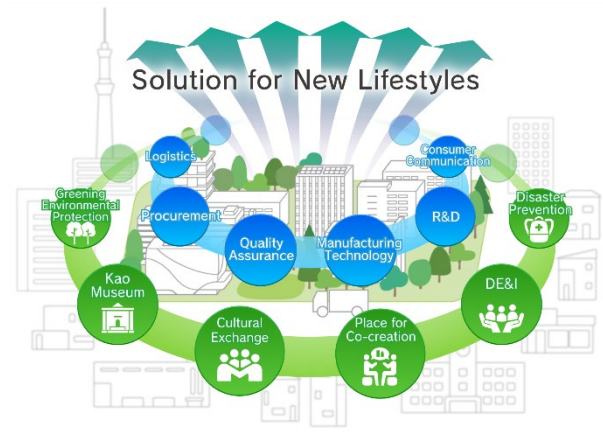 Solution for New Lifestyles
Logistics
Consumer
Communication
Greening
Environmental
Protection
Procurement
Quality
Assurance
Manufacturing
Technology
R&D
Disaster
Prevention
Kao
Museum
Cultural
Exchange
Place for
Co-creation
DE&I